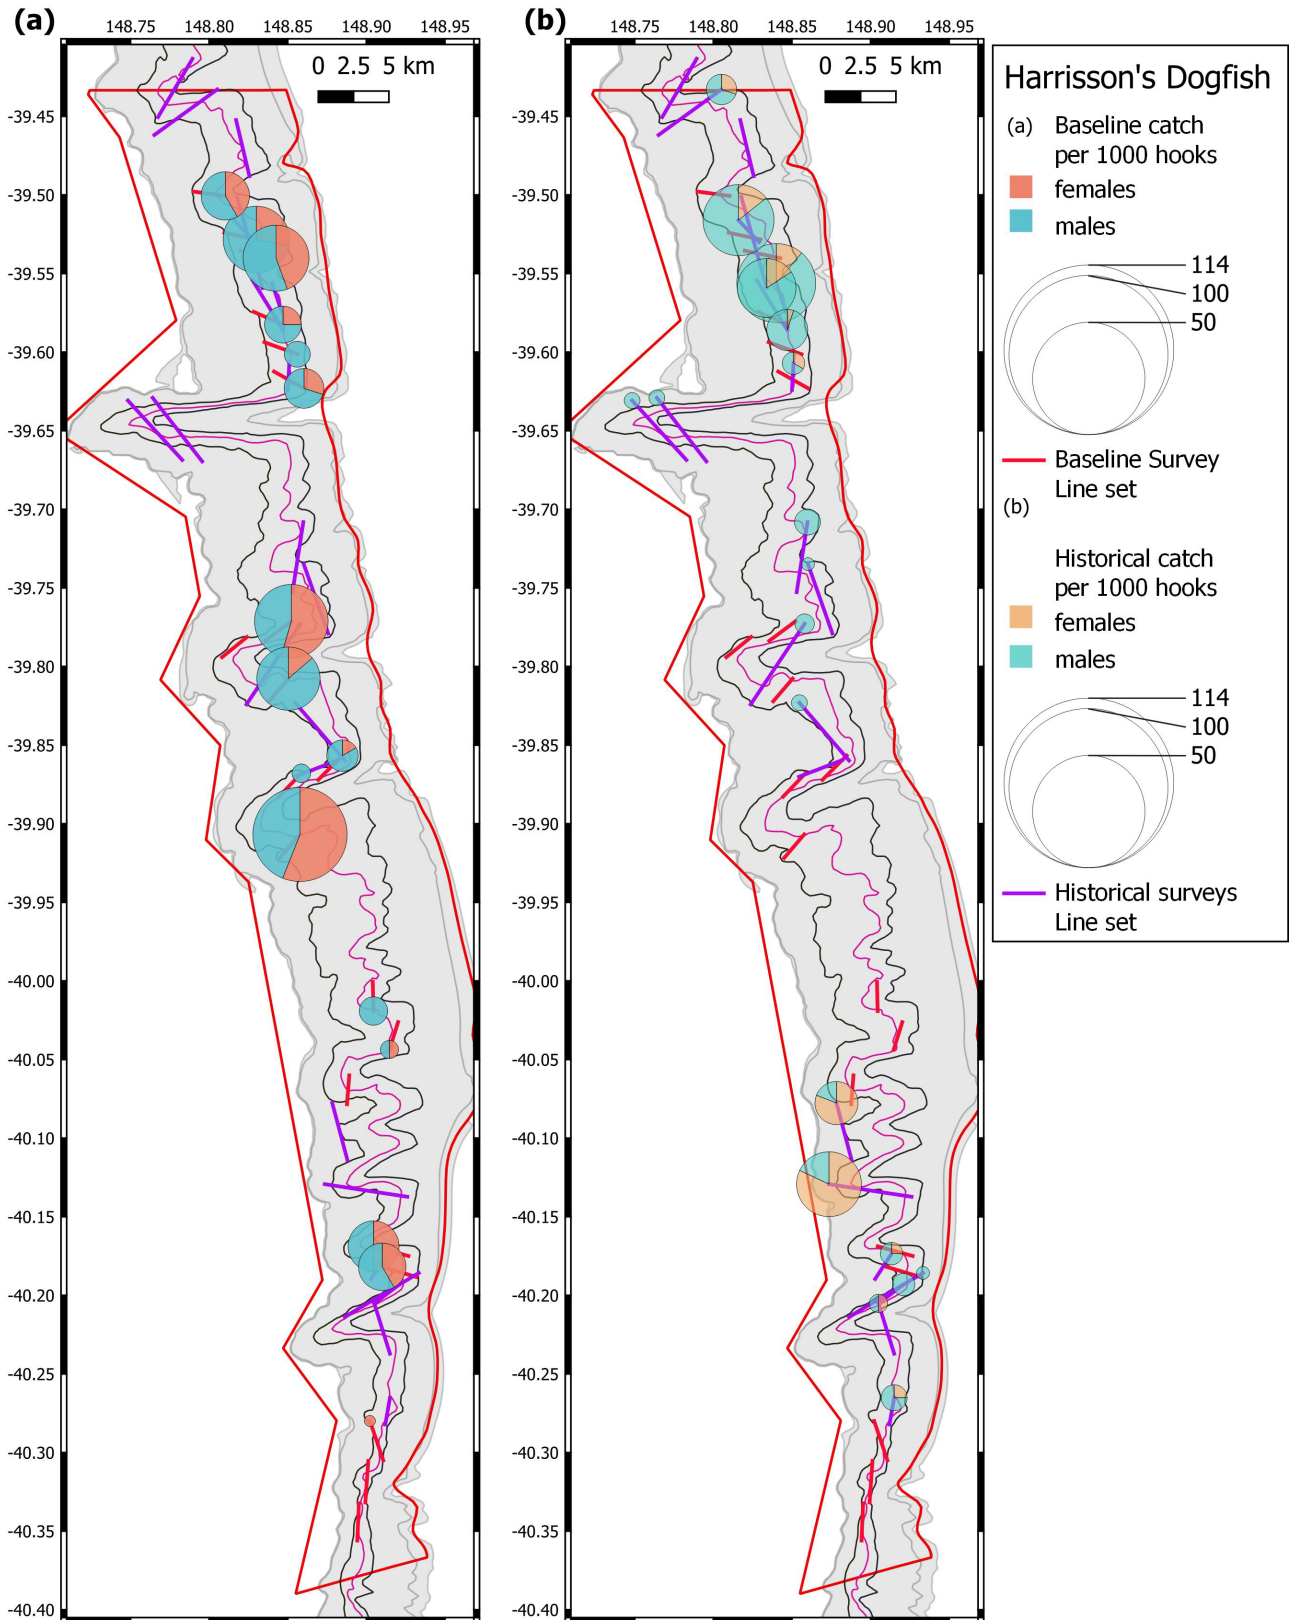 (a)
148.75 148.80 148.85 148.90 148.95
0 2.5 5 km
-39.45
-39.50
-39.55
-39.60
-39.65
-39.70
-39.75
-39.80
-39.85
-39.90
-39.95
-40.00
-40.05
-40.10
-40.15
-40.20
-40.25
-40.30
-40.35
-40.40
(b)
148.75 148.80 148.85 148.90 148.95
0 2.5 5 km
-39.45
-39.50
-39.55
-39.60
-39.65
-39.70
-39.75
-39.80
-39.85
-39.90
-39.95
-40.00
-40.05
-40.10
-40.15
-40.20
-40.25
-40.30
-40.35
-40.40
Harrisson's Dogfish
(a) Baseline catch
per 1000 hooks
females
males
114
100
50
Baseline Survey
Line set
(b)
Historical catch
per 1000 hooks
females
males
114
100
50
Historical surveys
Line set